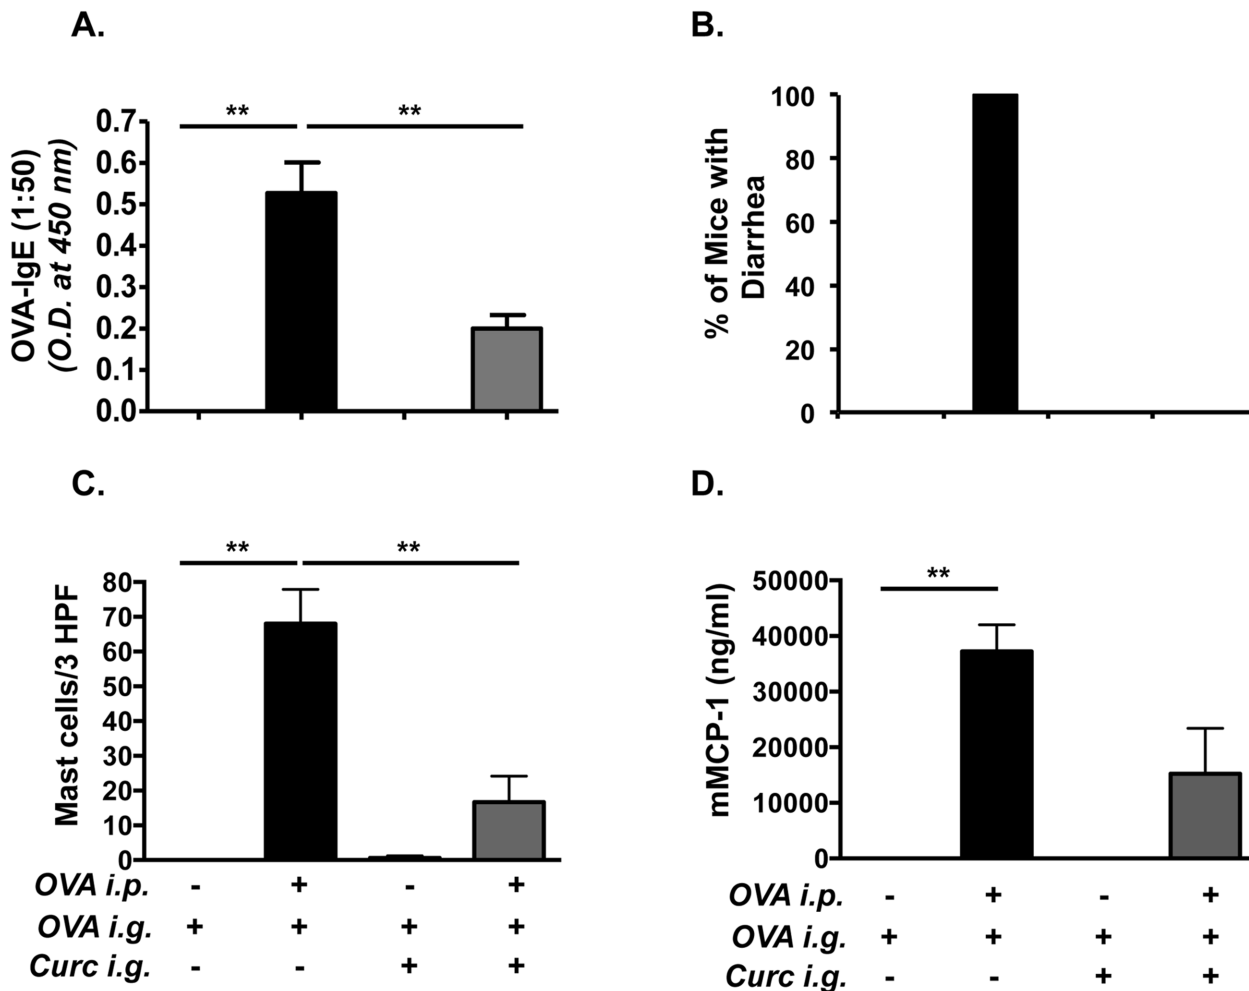 A.
B.
** **
OVA-IgE (1:50)
(O.D. at 450 nm)
0.7
0.6
0.5
0.4
0.3
0.2
0.1
0.0
% of Mice with
Diarrhea
100
80
60
40
20
0
C.
D.
** **
Mast cells/3 HPF
80
70
60
50
40
30
20
10
0
OVA i.p. - + - +
OVA i.g. + + + +
Curc i.g. - - + +
**
mMCP-1 (ng/ml)
50000
40000
30000
20000
10000
0
OVA i.p. - + - +
OVA i.g. + + + +
Curc i.g. - - + +